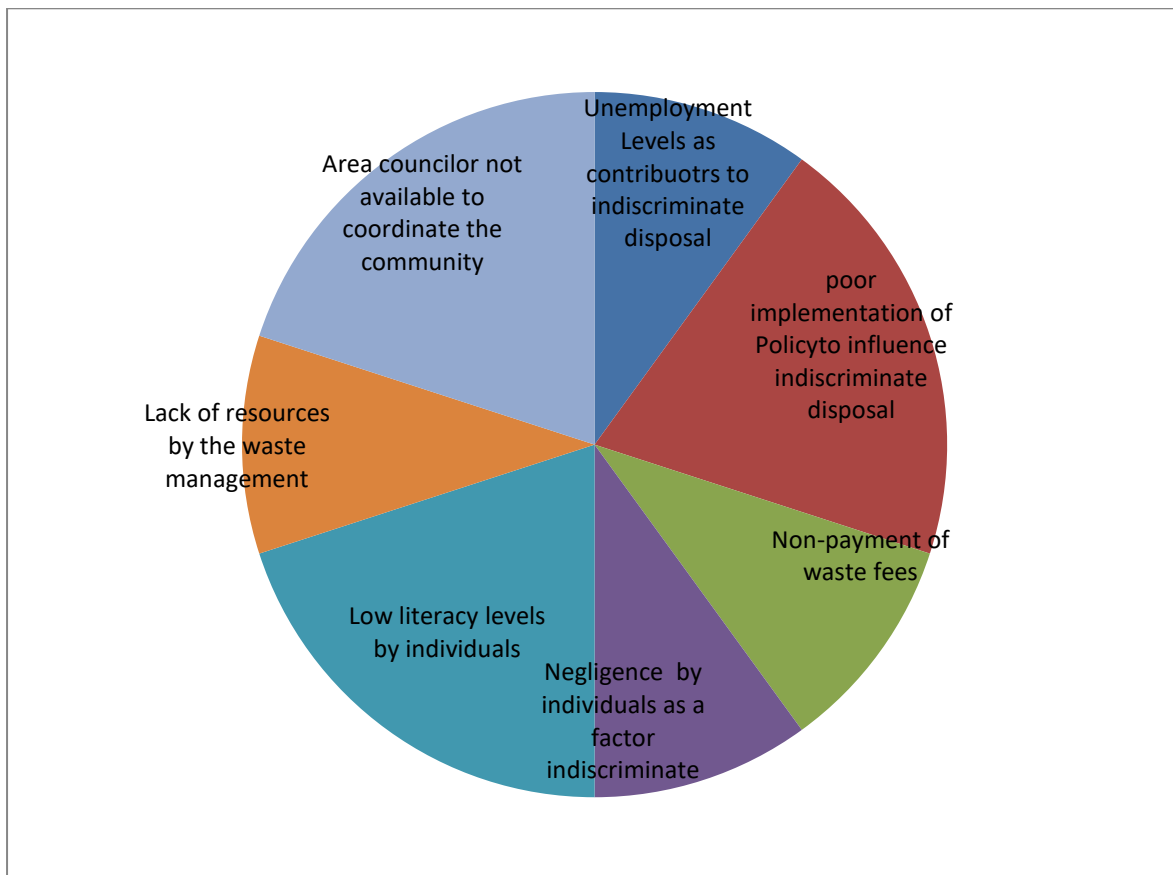 Unemployment
Levels as
contribuotrs to
indiscriminate
disposal
poor
implementation of
Policyto influence
indiscriminate
disposal
Non-payment of
waste fees
Negligence by
individuals as a
factor
indiscriminate
Low literacy levels
by individuals
Lack of resources
by the waste
management
Area councilor not
available to
coordinate the
community